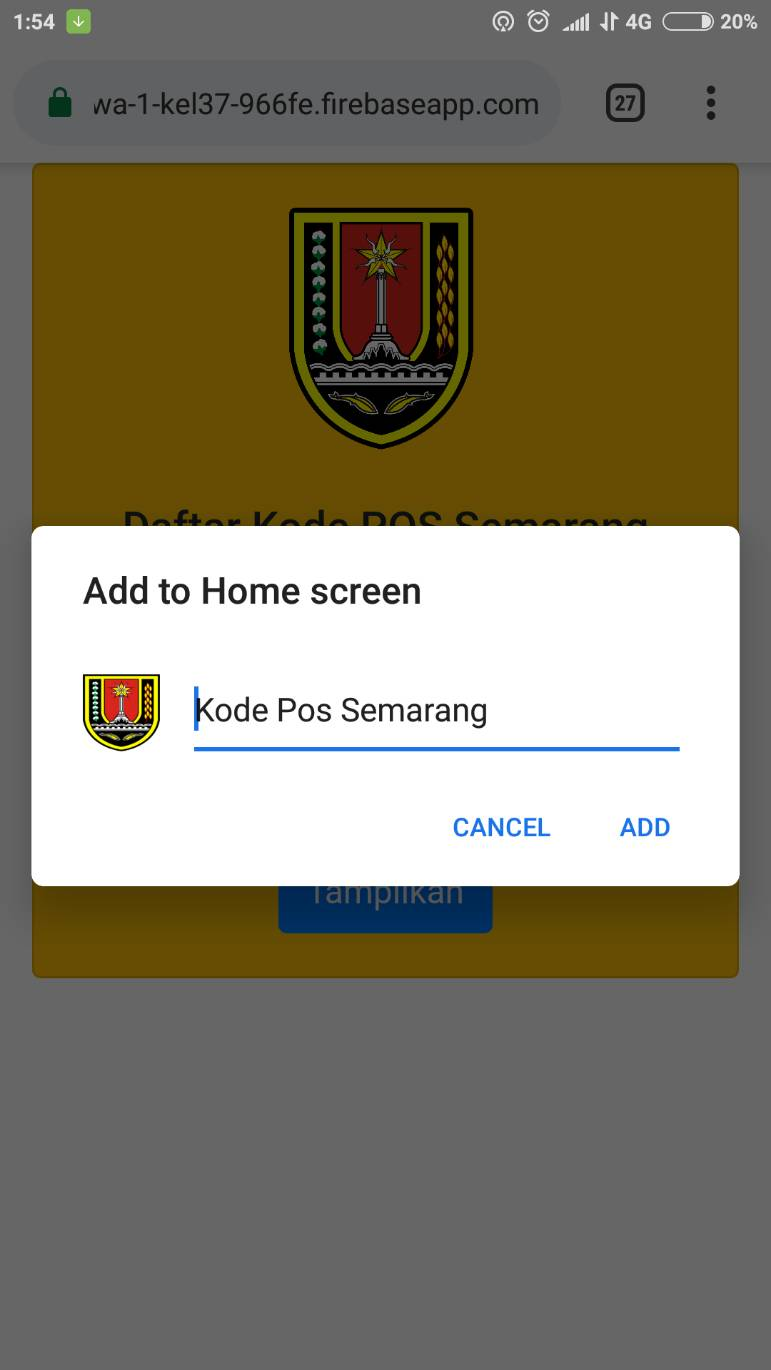 1:54 4G 20%
wa-1-kel37-966fe.firebaseapp.com 27
Daftar Kode POS Semarang
Add to Home screen
Kode Pos Semarang
CANCEL ADD
Tampilkan